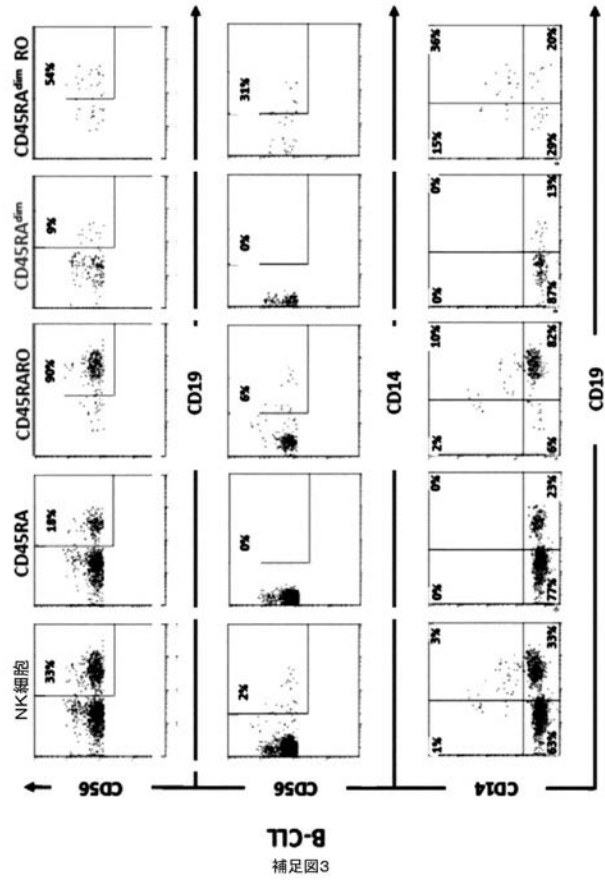 NK細胞 CD45RA CD45RARO CD45RAdim CD45RAdim RO
CD56
33% 18% 90% 9% 54%
CD19
CD56
2% 0% 6% 0% 31%
CD14
CD14
1% 3% 0% 0% 2% 10% 0% 0% 15% 36%
63% 33% 77% 23% 6% 82% 87% 13% 29% 20%
CD19
B-CLL
補足図3